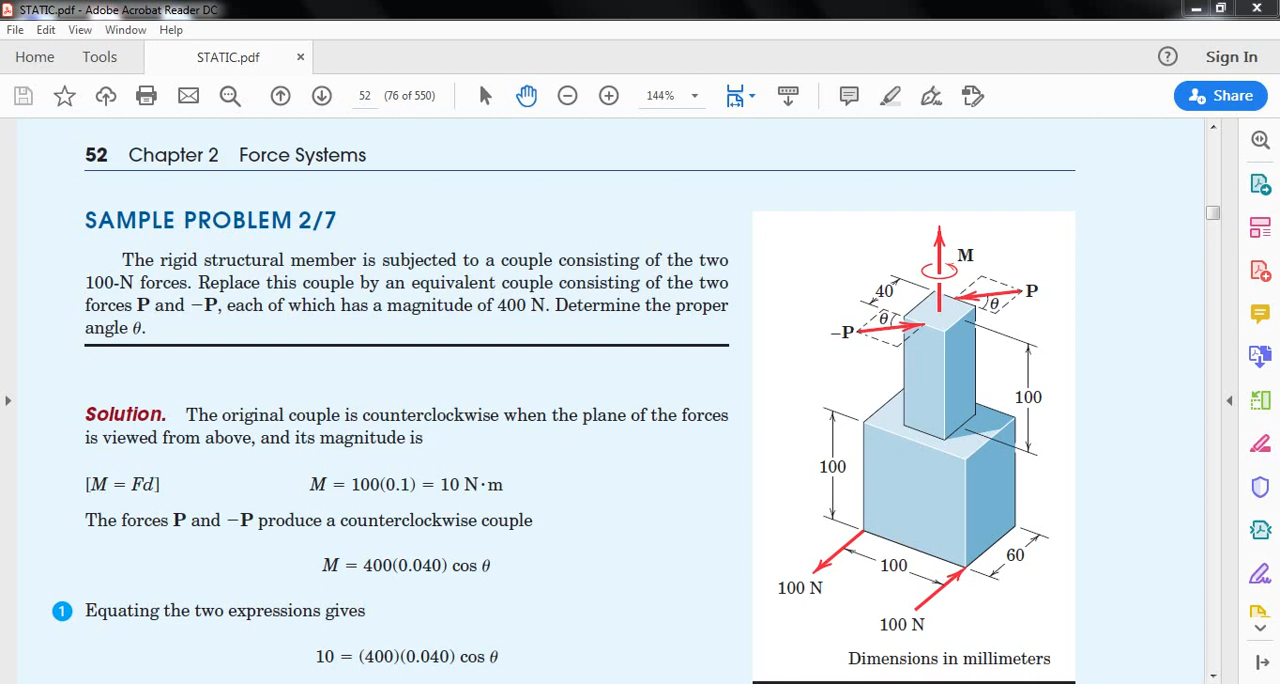 STATIC.pdf - Adobe Acrobat Reader DC
File Edit View Window Help
Home Tools STATIC.pdf × ? Sign In
52 (76 of 550) 144% Share
52 Chapter 2 Force Systems
SAMPLE PROBLEM 2/7
The rigid structural member is subjected to a couple consisting of the two
100-N forces. Replace this couple by an equivalent couple consisting of the two
forces P and −P, each of which has a magnitude of 400 N. Determine the proper
angle θ.
Solution. The original couple is counterclockwise when the plane of the forces
is viewed from above, and its magnitude is
[M = Fd] M = 100(0.1) = 10 N·m
The forces P and −P produce a counterclockwise couple
M = 400(0.040) cos θ
1 Equating the two expressions gives
10 = (400)(0.040) cos θ
M
40
P
θ
θ
−P
100
100
100
60
100 N
100 N
Dimensions in millimeters